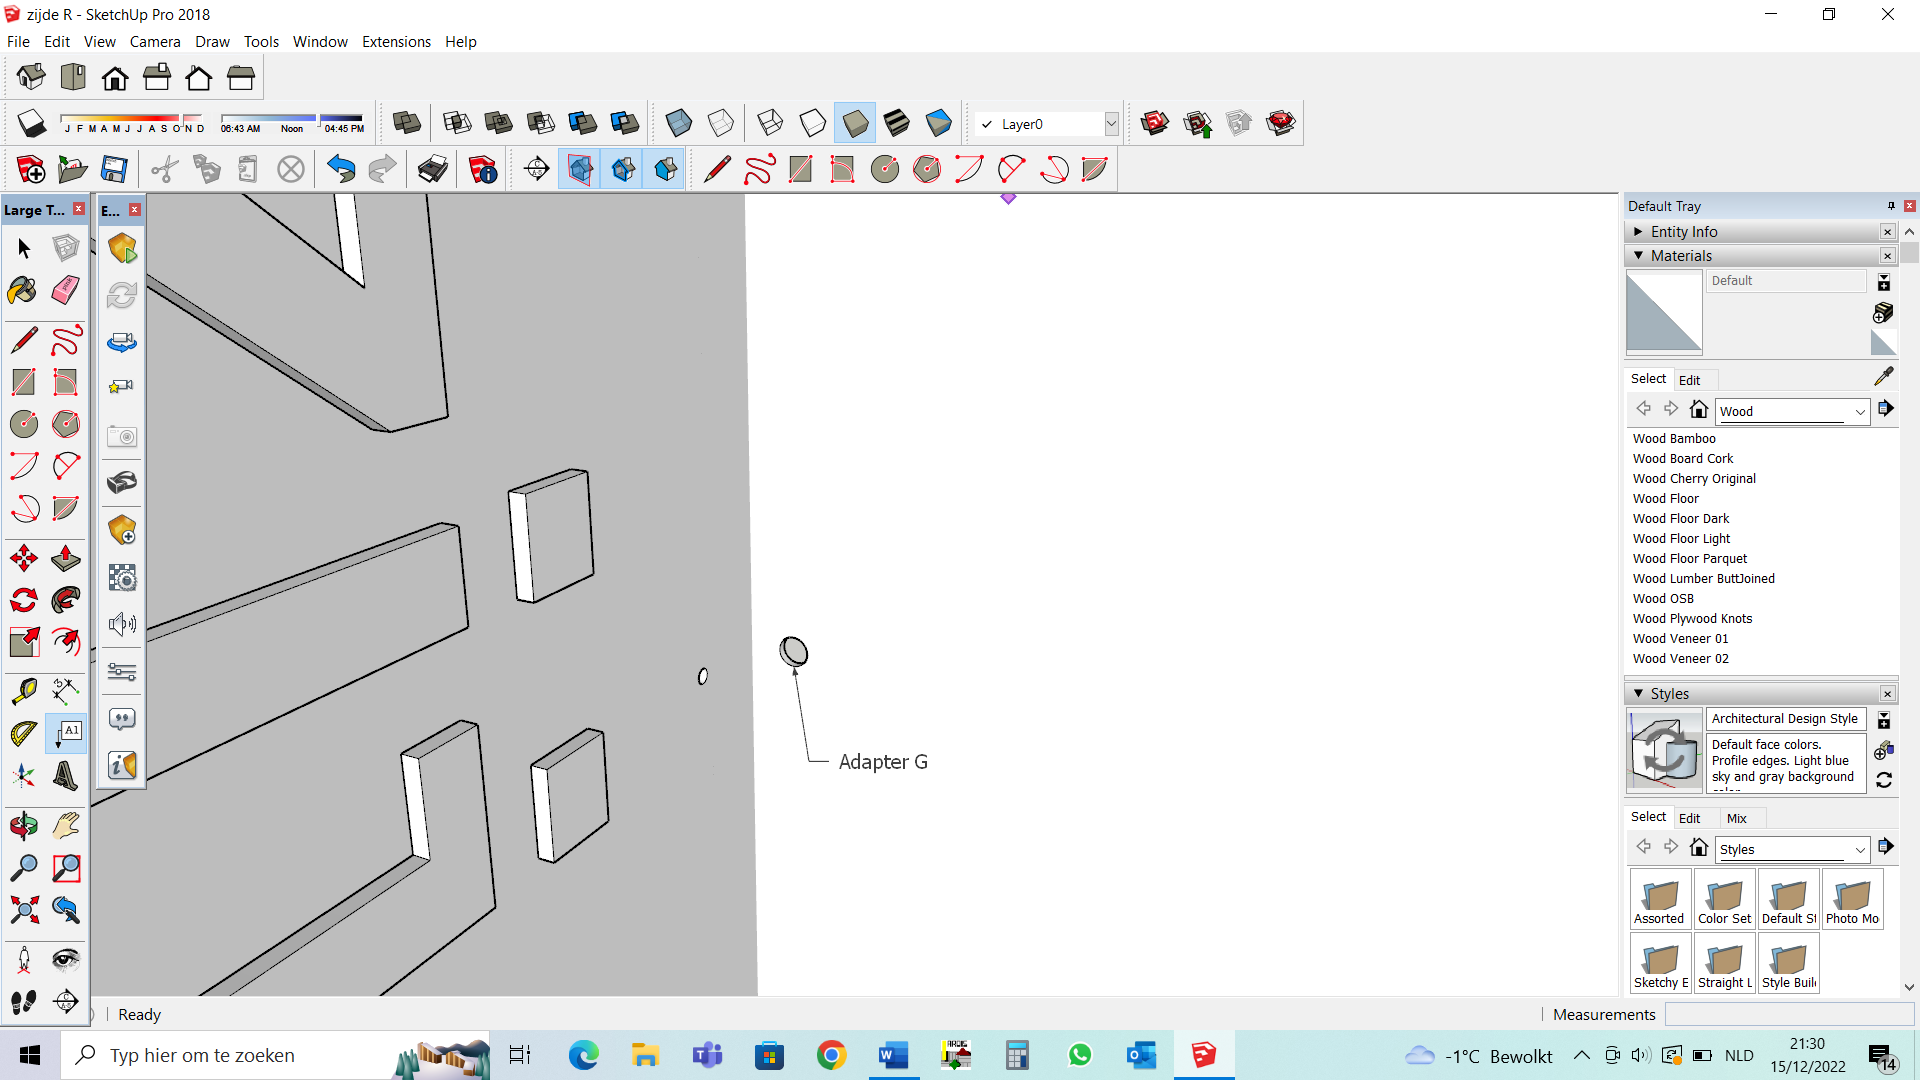 zijde R - SketchUp Pro 2018
File Edit View Camera Draw Tools Window Extensions Help
J F M A M J J A S O N D
06:43 AM Noon 04:45 PM
Layer0
Large T...
E...
A1
Adapter G
Default Tray
Entity Info
Materials
Default
Select Edit
Wood
Wood Bamboo
Wood Board Cork
Wood Cherry Original
Wood Floor
Wood Floor Dark
Wood Floor Light
Wood Floor Parquet
Wood Lumber ButtJoined
Wood OSB
Wood Plywood Knots
Wood Veneer 01
Wood Veneer 02
Styles
Architectural Design Style
Default face colors.
Profile edges. Light blue
sky and gray background
Select Edit Mix
Styles
Assorted Color Set Default St Photo Mo
Sketchy E Straight L Style Buil
Ready
Measurements
Typ hier om te zoeken
-1°C Bewolkt
NLD
21:30
15/12/2022
14